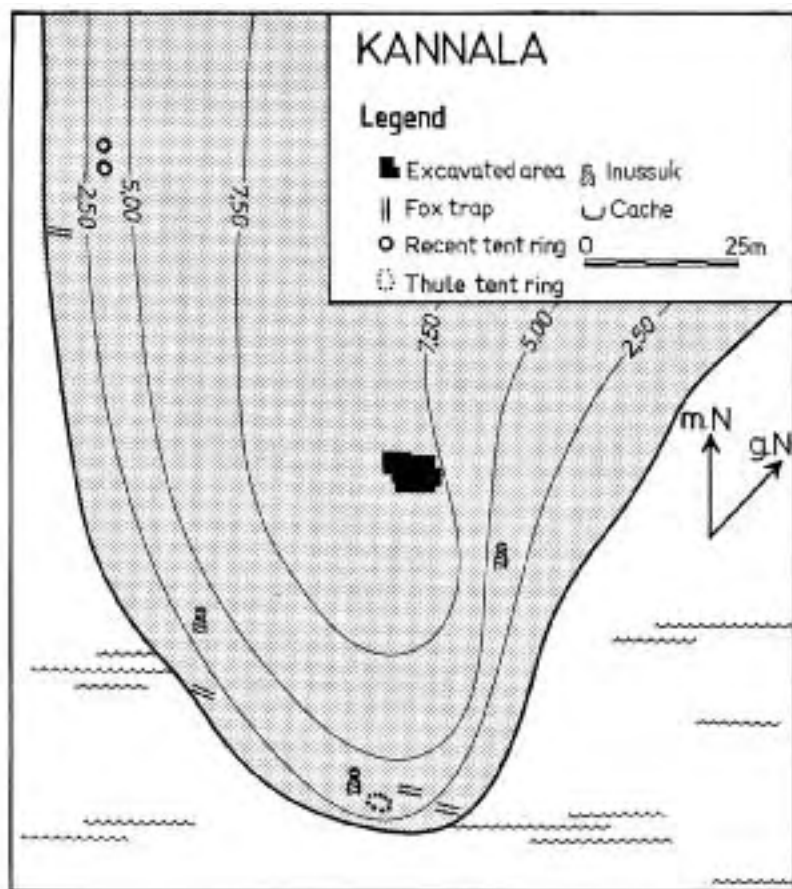 KANNALA
Legend
Excavated area
Inussuk
Fox trap
Cache
Recent tent ring
0 25m
Thule tent ring
2,50
5,00
7,50
7,50
5,00
2,50
m.N
g.N